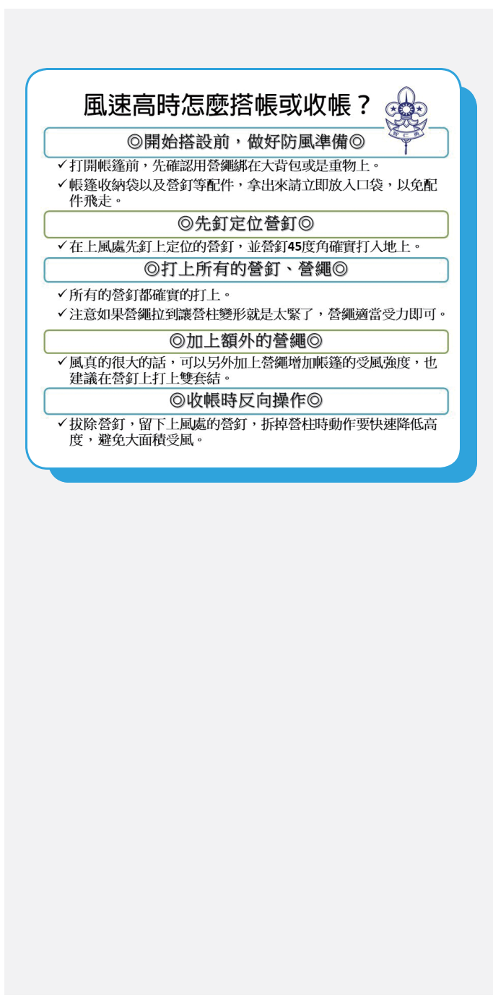 風速高時怎麼搭帳或收帳？
◎開始搭設前，做好防風準備◎
✓打開帳篷前，先確認用營繩綁在大背包或是重物上。
✓帳篷收納袋以及營釘等配件，拿出來請立即放入口袋，以免配
件飛走。
◎先釘定位營釘◎
✓在上風處先釘上定位的營釘，並營釘45度角確實打入地上。
◎打上所有的營釘、營繩◎
✓所有的營釘都確實的打上。
✓注意如果營繩拉到讓營柱變形就是太緊了，營繩適當受力即可。
◎加上額外的營繩◎
✓風真的很大的話，可以另外加上營繩增加帳篷的受風強度，也
建議在營釘上打上雙套結。
◎收帳時反向操作◎
✓拔除營釘，留下上風處的營釘，拆掉營柱時動作要快速降低高
度，避免大面積受風。
智仁勇